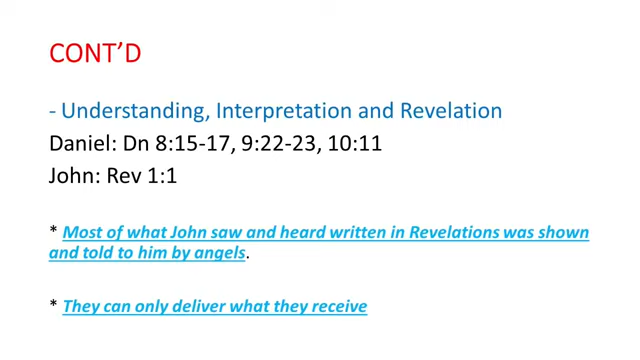 CONT’D
- Understanding, Interpretation and Revelation
Daniel: Dn 8:15-17, 9:22-23, 10:11
John: Rev 1:1
* Most of what John saw and heard written in Revelations was shown
and told to him by angels.
* They can only deliver what they receive